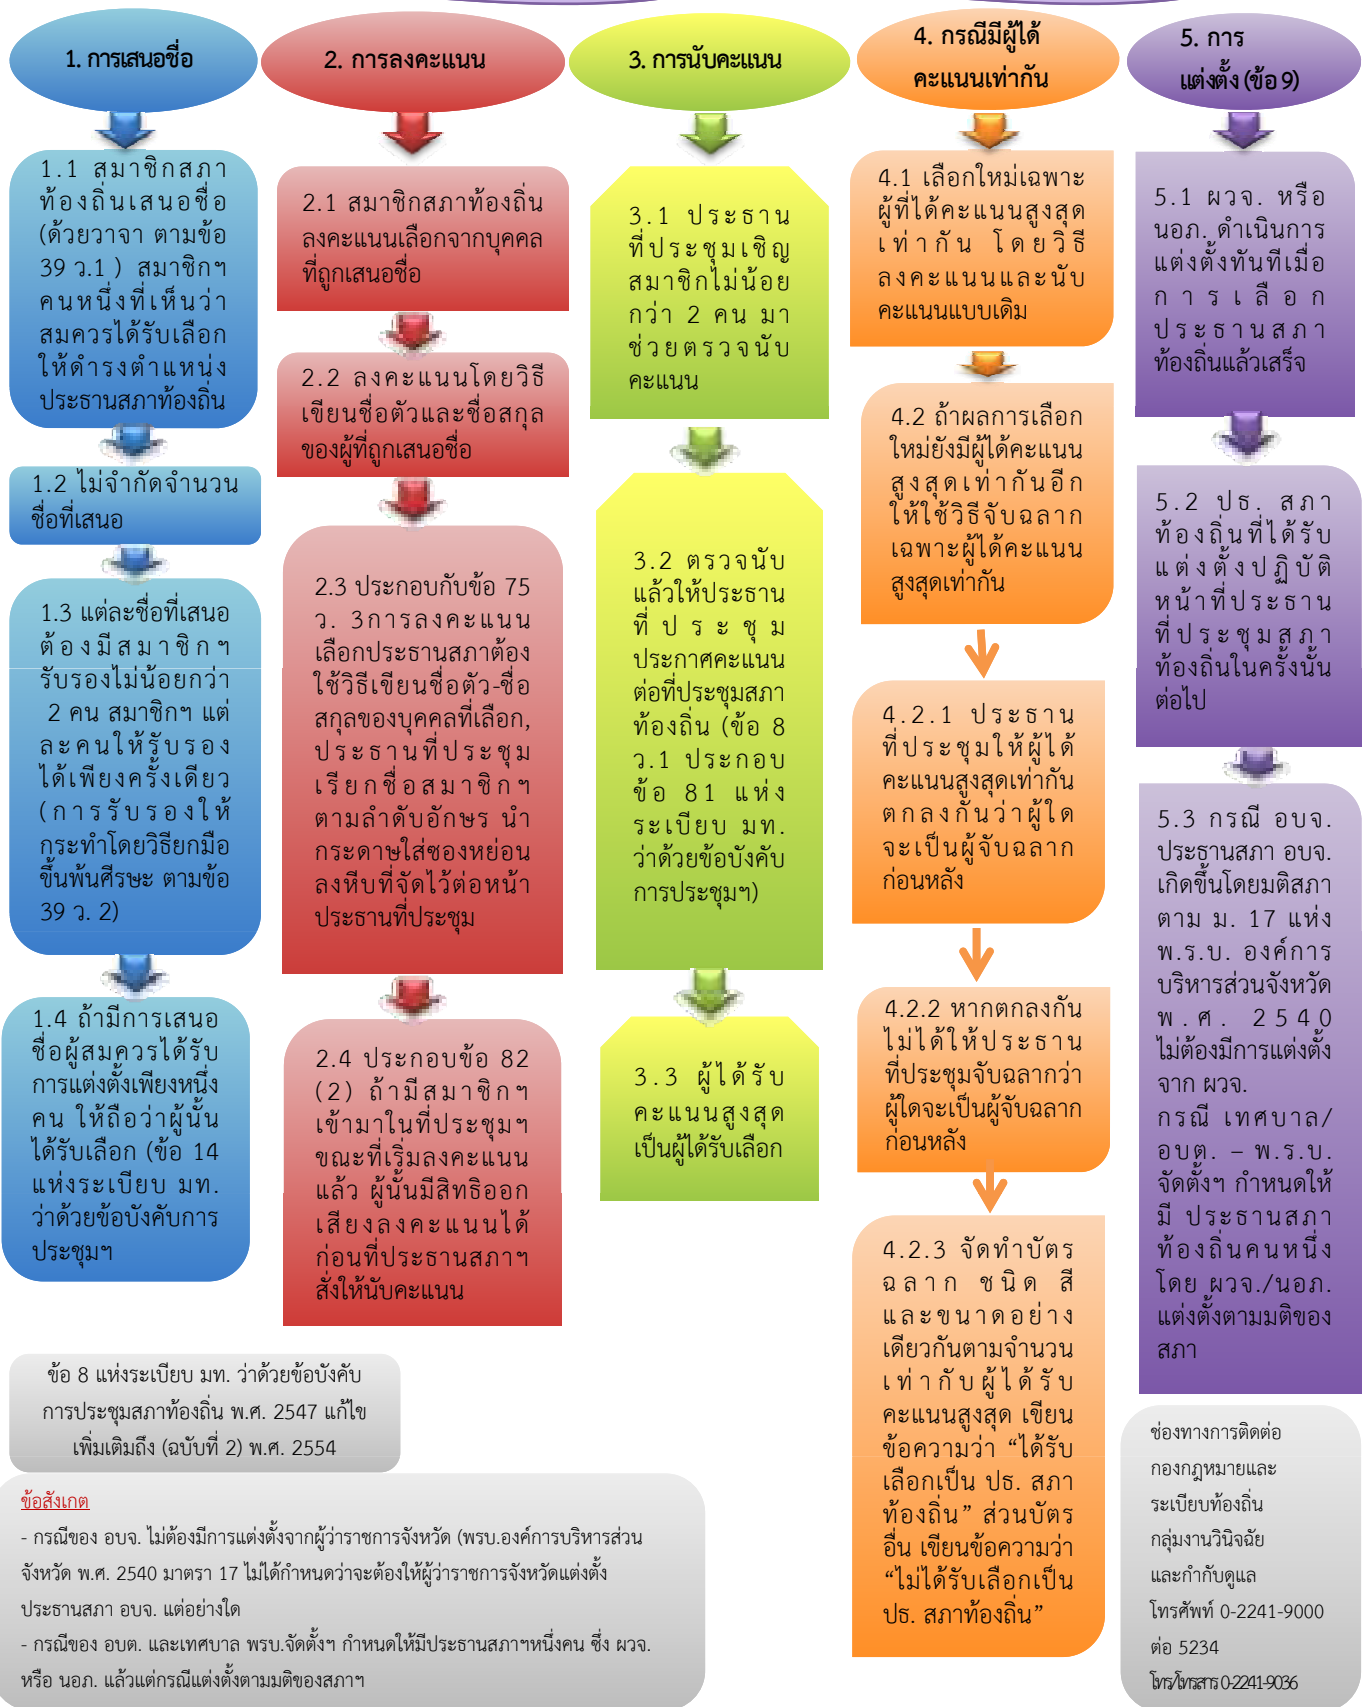 1. การเสนอชื่อ
1.1 สมาชิกสภา
ท้องถิ่นเสนอชื่อ
(ด้วยวาจา ตามข้อ
39 ว.1 ) สมาชิกฯ
คนหนึ่งที่เห็นว่า
สมควรได้รับเลือก
ให้ดำรงตำแหน่ง
ประธานสภาท้องถิ่น
1.2 ไม่จำกัดจำนวน
ชื่อที่เสนอ
1.3 แต่ละชื่อที่เสนอ
ต้องมีสมาชิกฯ
รับรองไม่น้อยกว่า
2 คน สมาชิกฯ แต่
ละคนให้รับรอง
ได้เพียงครั้งเดียว
(การรับรองให้
กระทำโดยวิธียกมือ
ขึ้นพ้นศีรษะ ตามข้อ
39 ว. 2)
1.4 ถ้ามีการเสนอ
ชื่อผู้สมควรได้รับ
การแต่งตั้งเพียงหนึ่ง
คน ให้ถือว่าผู้นั้น
ได้รับเลือก (ข้อ 14
แห่งระเบียบ มท.
ว่าด้วยข้อบังคับการ
ประชุมฯ
2. การลงคะแนน
2.1 สมาชิกสภาท้องถิ่น
ลงคะแนนเลือกจากบุคคล
ที่ถูกเสนอชื่อ
2.2 ลงคะแนนโดยวิธี
เขียนชื่อตัวและชื่อสกุล
ของผู้ที่ถูกเสนอชื่อ
2.3 ประกอบกับข้อ 75
ว. 3การลงคะแนน
เลือกประธานสภาต้อง
ใช้วิธีเขียนชื่อตัว-ชื่อ
สกุลของบุคคลที่เลือก,
ประธานที่ประชุม
เรียกชื่อสมาชิกฯ
ตามลำดับอักษร นำ
กระดาษใส่ซองหย่อน
ลงหีบที่จัดไว้ต่อหน้า
ประธานที่ประชุม
2.4 ประกอบข้อ 82
(2) ถ้ามีสมาชิกฯ
เข้ามาในที่ประชุมฯ
ขณะที่เริ่มลงคะแนน
แล้ว ผู้นั้นมีสิทธิออก
เสียงลงคะแนนได้
ก่อนที่ประธานสภาฯ
สั่งให้นับคะแนน
3. การนับคะแนน
3.1 ประธาน
ที่ประชุมเชิญ
สมาชิกไม่น้อย
กว่า 2 คน มา
ช่วยตรวจนับ
คะแนน
3.2 ตรวจนับ
แล้วให้ประธาน
ที่ประชุม
ประกาศคะแนน
ต่อที่ประชุมสภา
ท้องถิ่น (ข้อ 8
ว.1 ประกอบ
ข้อ 81 แห่ง
ระเบียบ มท.
ว่าด้วยข้อบังคับ
การประชุมฯ)
3.3 ผู้ได้รับ
คะแนนสูงสุด
เป็นผู้ได้รับเลือก
4. กรณีมีผู้ได้
คะแนนเท่ากัน
4.1 เลือกใหม่เฉพาะ
ผู้ที่ได้คะแนนสูงสุด
เท่ากัน โดยวิธี
ลงคะแนนและนับ
คะแนนแบบเดิม
4.2 ถ้าผลการเลือก
ใหม่ยังมีผู้ได้คะแนน
สูงสุดเท่ากันอีก
ให้ใช้วิธีจับฉลาก
เฉพาะผู้ได้คะแนน
สูงสุดเท่ากัน
4.2.1 ประธาน
ที่ประชุมให้ผู้ได้
คะแนนสูงสุดเท่ากัน
ตกลงกันว่าผู้ใด
จะเป็นผู้จับฉลาก
ก่อนหลัง
4.2.2 หากตกลงกัน
ไม่ได้ให้ประธาน
ที่ประชุมจับฉลากว่า
ผู้ใดจะเป็นผู้จับฉลาก
ก่อนหลัง
4.2.3 จัดทำบัตร
ฉลาก ชนิด สี
และขนาดอย่าง
เดียวกันตามจำนวน
เท่ากับผู้ได้รับ
คะแนนสูงสุด เขียน
ข้อความว่า “ได้รับ
เลือกเป็น ปธ. สภา
ท้องถิ่น” ส่วนบัตร
อื่น เขียนข้อความว่า
“ไม่ได้รับเลือกเป็น
ปธ. สภาท้องถิ่น”
5. การ
แต่งตั้ง (ข้อ 9)
5.1 ผวจ. หรือ
นอภ. ดำเนินการ
แต่งตั้งทันทีเมื่อ
การเลือก
ประธานสภา
ท้องถิ่นแล้วเสร็จ
5.2 ปธ. สภา
ท้องถิ่นที่ได้รับ
แต่งตั้งปฏิบัติ
หน้าที่ประธาน
ที่ประชุมสภา
ท้องถิ่นในครั้งนั้น
ต่อไป
5.3 กรณี อบจ.
ประธานสภา อบจ.
เกิดขึ้นโดยมติสภา
ตาม ม. 17 แห่ง
พ.ร.บ. องค์การ
บริหารส่วนจังหวัด
พ.ศ. 2540
ไม่ต้องมีการแต่งตั้ง
จาก ผวจ.
กรณี เทศบาล/
อบต. – พ.ร.บ.
จัดตั้งฯ กำหนดให้
มี ประธานสภา
ท้องถิ่นคนหนึ่ง
โดย ผวจ./นอภ.
แต่งตั้งตามมติของ
สภา
ข้อ 8 แห่งระเบียบ มท. ว่าด้วยข้อบังคับ
การประชุมสภาท้องถิ่น พ.ศ. 2547 แก้ไข
เพิ่มเติมถึง (ฉบับที่ 2) พ.ศ. 2554
ข้อสังเกต
- กรณีของ อบจ. ไม่ต้องมีการแต่งตั้งจากผู้ว่าราชการจังหวัด (พรบ.องค์การบริหารส่วน
จังหวัด พ.ศ. 2540 มาตรา 17 ไม่ได้กำหนดว่าจะต้องให้ผู้ว่าราชการจังหวัดแต่งตั้ง
ประธานสภา อบจ. แต่อย่างใด
- กรณีของ อบต. และเทศบาล พรบ.จัดตั้งฯ กำหนดให้มีประธานสภาฯหนึ่งคน ซึ่ง ผวจ.
หรือ นอภ. แล้วแต่กรณีแต่งตั้งตามมติของสภาฯ
ช่องทางการติดต่อ
กองกฎหมายและ
ระเบียบท้องถิ่น
กลุ่มงานวินิจฉัย
และกำกับดูแล
โทรศัพท์ 0-2241-9000
ต่อ 5234
โทร/โทรสาร 0-2241-9036